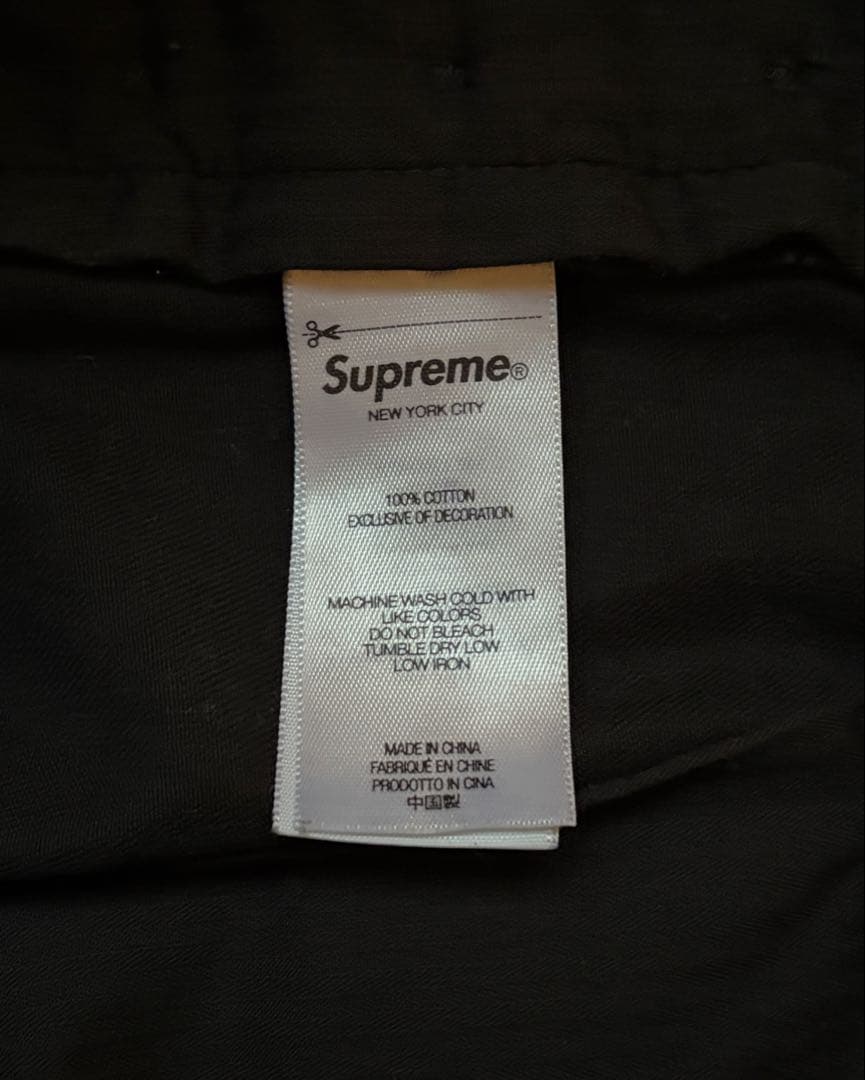 Supreme®
NEW YORK CITY
100% COTTON
EXCLUSIVE OF DECORATION
MACHINE WASH COLD WITH
LIKE COLORS
DO NOT BLEACH
TUMBLE DRY LOW
LOW IRON
MADE IN CHINA
FABRIQUÉ EN CHINE
PRODOTTO IN CINA
中国製